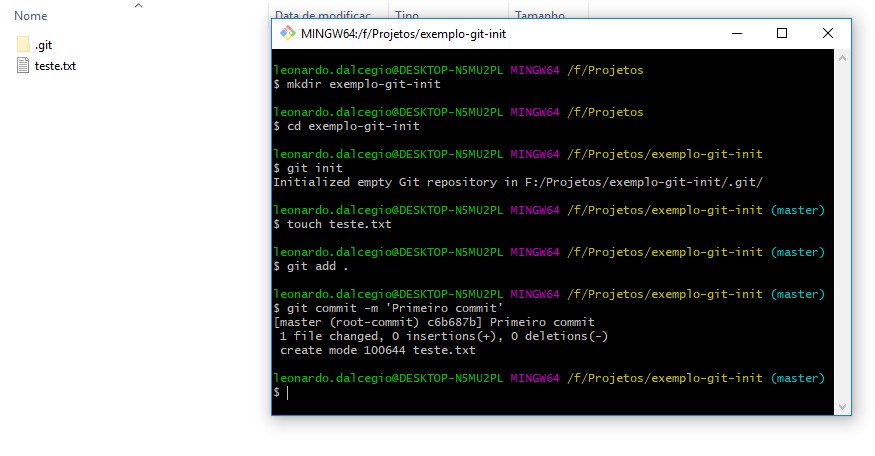 Nome
Data de modificaç
Tipo
Tamanho
.git
teste.txt
MINGW64:/f/Projetos/exemplo-git-init
leonardo.dalcegio@DESKTOP-N5MU2PL MINGW64 /f/Projetos
$ mkdir exemplo-git-init
leonardo.dalcegio@DESKTOP-N5MU2PL MINGW64 /f/Projetos
$ cd exemplo-git-init
leonardo.dalcegio@DESKTOP-N5MU2PL MINGW64 /f/Projetos/exemplo-git-init
$ git init
Initialized empty Git repository in F:/Projetos/exemplo-git-init/.git/
leonardo.dalcegio@DESKTOP-N5MU2PL MINGW64 /f/Projetos/exemplo-git-init (master)
$ touch teste.txt
leonardo.dalcegio@DESKTOP-N5MU2PL MINGW64 /f/Projetos/exemplo-git-init (master)
$ git add .
leonardo.dalcegio@DESKTOP-N5MU2PL MINGW64 /f/Projetos/exemplo-git-init (master)
$ git commit -m 'Primeiro commit'
[master (root-commit) c6b687b] Primeiro commit
1 file changed, 0 insertions(+), 0 deletions(-)
create mode 100644 teste.txt
leonardo.dalcegio@DESKTOP-N5MU2PL MINGW64 /f/Projetos/exemplo-git-init (master)
$